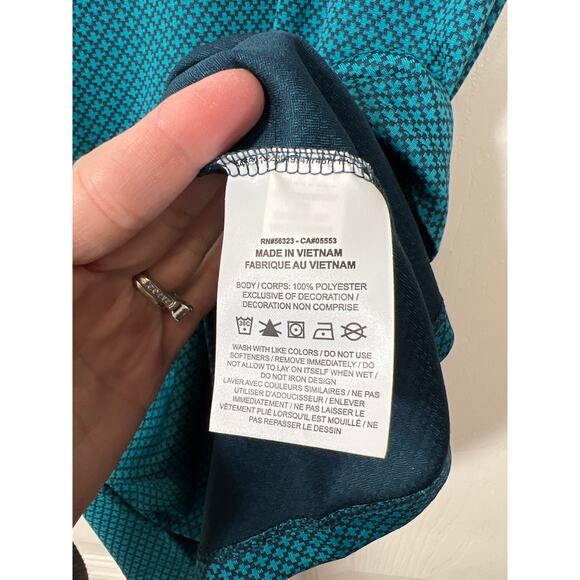 RN#56323 - CA#05553
MADE IN VIETNAM
FABRIQUE AU VIETNAM
BODY / CORPS: 100% POLYESTER
EXCLUSIVE OF DECORATION /
DECORATION NON COMPRISE
30C
WASH WITH LIKE COLORS / DO NOT USE
SOFTENERS / REMOVE IMMEDIATELY / DO
NOT ALLOW TO LAY ON ITSELF WHEN WET /
DO NOT IRON DESIGN
LAVER AVEC COULEURS SIMILAIRES / NE PAS
UTILISER D'ADOUCISSEUR / ENLEVER
IMMÉDIATEMENT / NE PAS LAISSER LE
VÊTEMENT PLIÉ LORSQU'IL EST MOUILLÉ / NE
PAS REPASSER LE DESSIN